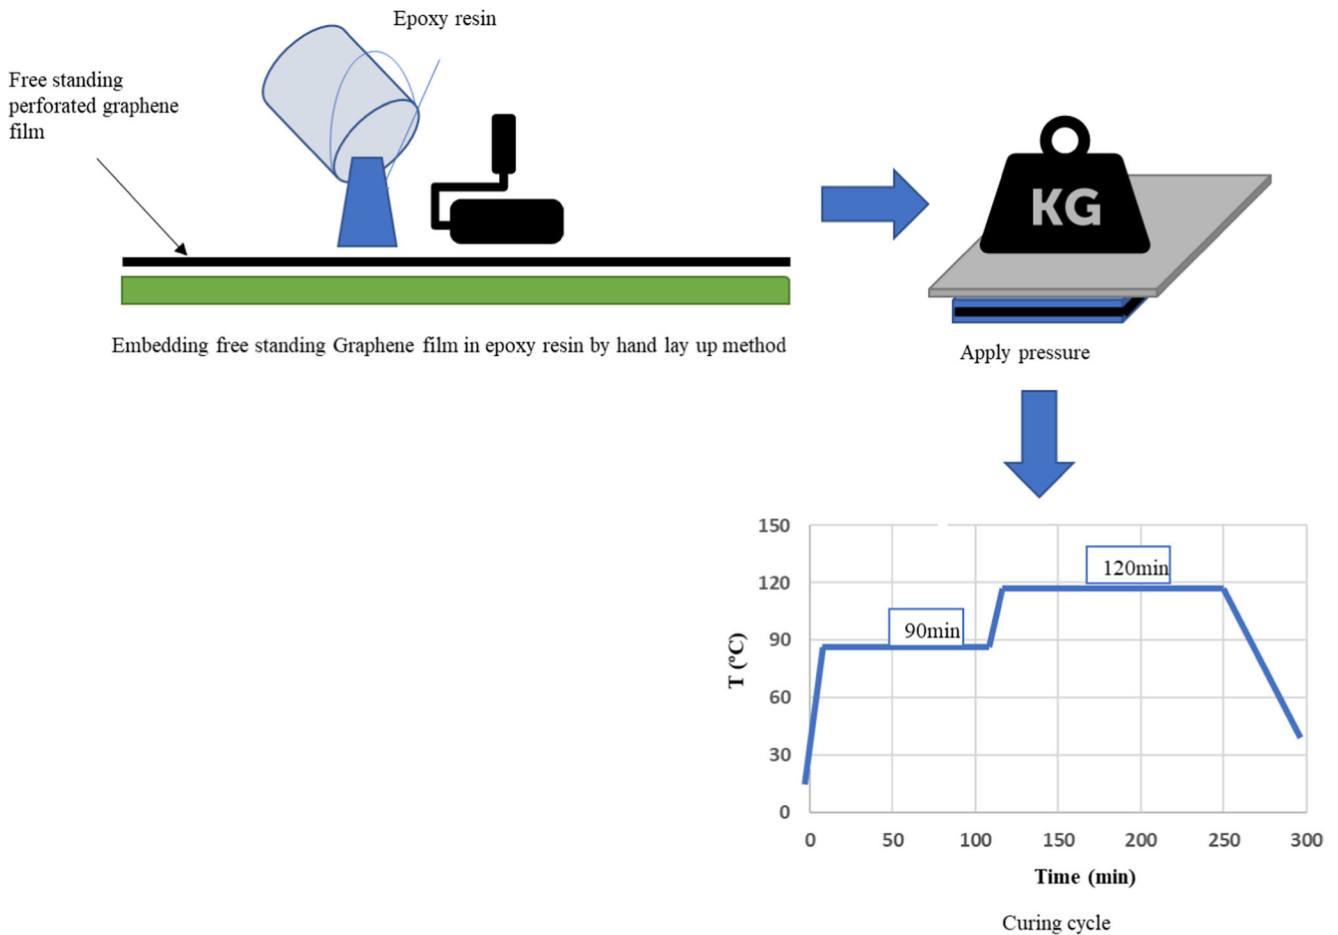 Epoxy resin
Free standing
perforated graphene
film
KG
Embedding free standing Graphene film in epoxy resin by hand lay up method
Apply pressure
150
120
90
60
30
0
T (°C)
90min
120min
0 50 100 150 200 250 300
Time (min)
Curing cycle